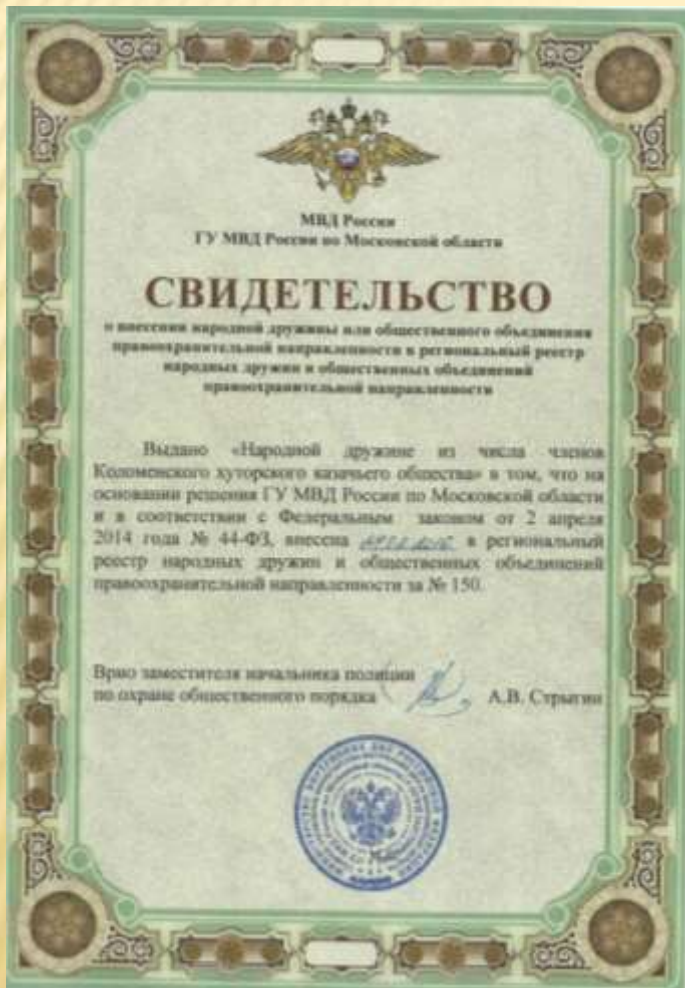 МВД России
ГУ МВД России по Московской области
СВИДЕТЕЛЬСТВО
о внесении народной дружины или общественного объединения
правоохранительной направленности в региональный реестр
народных дружин и общественных объединений
правоохранительной направленности
Выдано «Народной дружине из числа членов
Коломенского хуторского казачьего общества» в том, что на
основании решения ГУ МВД России по Московской области
и в соответствии с Федеральным законом от 2 апреля
2014 года № 44-ФЗ, внесена в региональный
реестр народных дружин и общественных объединений
правоохранительной направленности за № 150.
Врио заместителя начальника полиции
по охране общественного порядка А.В. Стрыгин